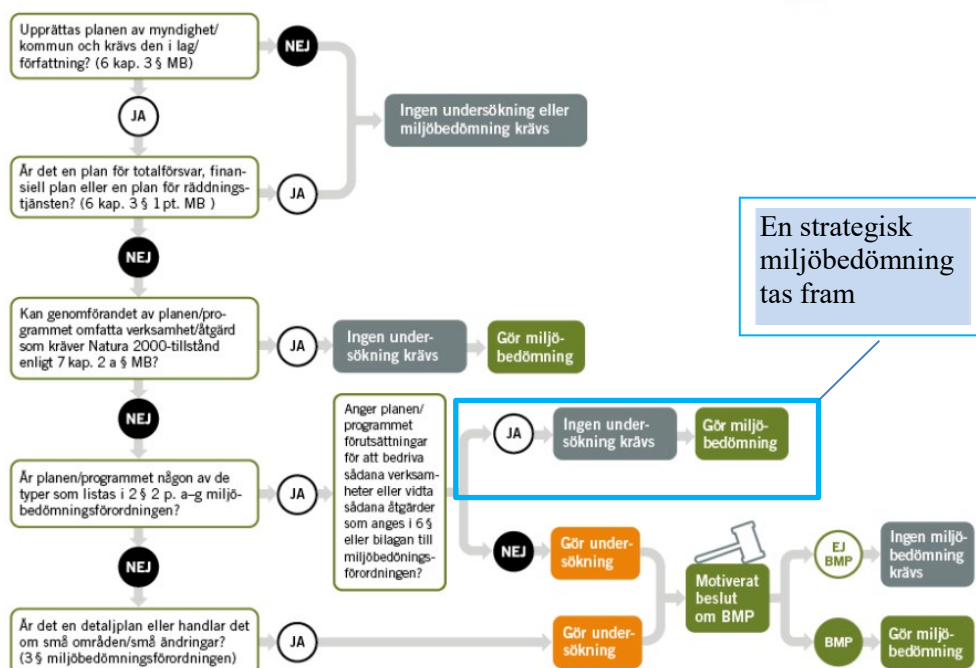 Upprättas planen av myndighet/
kommun och krävs den i lag/
författning? (6 kap. 3 § MB)
NEJ
JA
Ingen undersökning eller
miljöbedömning krävs
Är det en plan för totalförsvar, finan-
siell plan eller en plan för räddnings-
tjänsten? (6 kap. 3 § 1 pt. MB )
JA
NEJ
En strategisk
miljöbedömning
tas fram
Kan genomförandet av planen/pro-
grammet omfatta verksamhet/åtgärd
som kräver Natura 2000-tillstånd
enligt 7 kap. 2 a § MB?
JA
Ingen under-
sökning krävs
Gör miljö-
bedömning
NEJ
Är planen/programmet någon av de
typer som listas i 2 § 2 p. a–g miljö-
bedömningsförordningen?
JA
Anger planen/
programmet
förutsättningar
för att bedriva
sådana verksam-
heter eller vidta
sådana åtgärder
som anges i 6 §
eller bilagan till
miljöbedönings-
förordningen?
JA
Ingen under-
sökning krävs
Gör miljö-
bedömning
NEJ
Gör under-
sökning
Motiverat
beslut
om BMP
EJ
BMP
Ingen miljö-
bedömning
krävs
BMP
Gör miljö-
bedömning
NEJ
Är det en detaljplan eller handlar det
om små områden/små ändringar?
(3 § miljöbedömningsförordningen)
JA
Gör under-
sökning